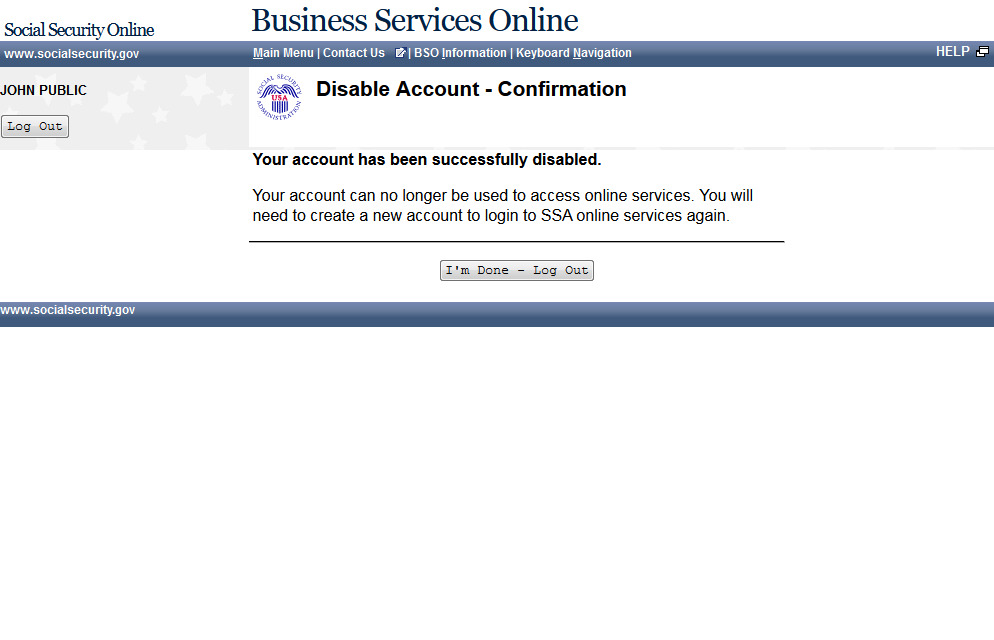 Social Security Online
Business Services Online
www.socialsecurity.gov
Main Menu | Contact Us | BSO Information | Keyboard Navigation
HELP
JOHN PUBLIC
Log Out
SOCIAL SECURITY ADMINISTRATION
USA
Disable Account - Confirmation
Your account has been successfully disabled.
Your account can no longer be used to access online services. You will
need to create a new account to login to SSA online services again.
I'm Done - Log Out
www.socialsecurity.gov